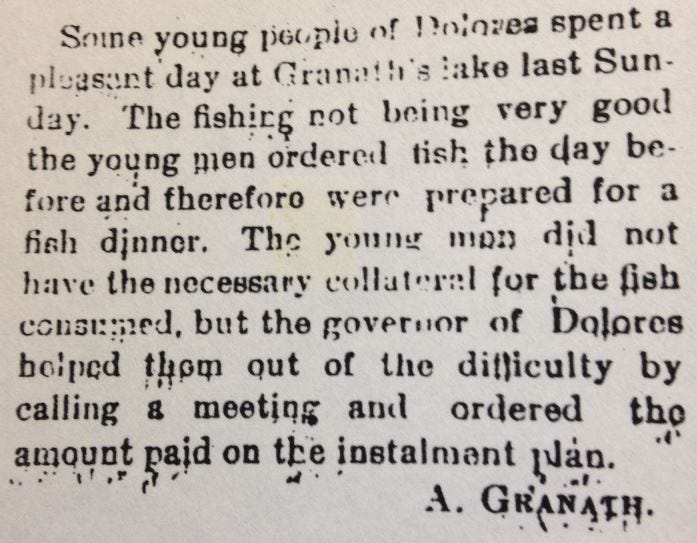 Some young people of Dolores spent a
pleasant day at Granath's lake last Sun-
day. The fishing not being very good
the young men ordered fish the day be-
fore and therefore were prepared for a
fish dinner. The young men did not
have the necessary collateral for the fish
consumed, but the governor of Dolores
helped them out of the difficulty by
calling a meeting and ordered the
amount paid on the instalment plan.
A. GRANATH.